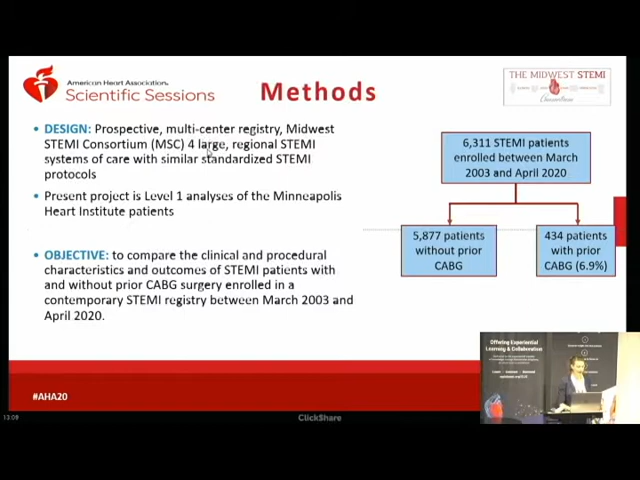 American Heart Association.
Scientific Sessions
Methods
THE MIDWEST STEMI
Consortium
• DESIGN: Prospective, multi-center registry, Midwest
STEMI Consortium (MSC) 4 large, regional STEMI
systems of care with similar standardized STEMI
protocols
• Present project is Level 1 analyses of the Minneapolis
Heart Institute patients
• OBJECTIVE: to compare the clinical and procedural
characteristics and outcomes of STEMI patients with
and without prior CABG surgery enrolled in a
contemporary STEMI registry between March 2003 and
April 2020.
6,311 STEMI patients
enrolled between March
2003 and April 2020
5,877 patients
without prior
CABG
434 patients
with prior
CABG (6.9%)
Offering Experiential
Learning & Collaboration
#AHA20
13:09
ClickShare